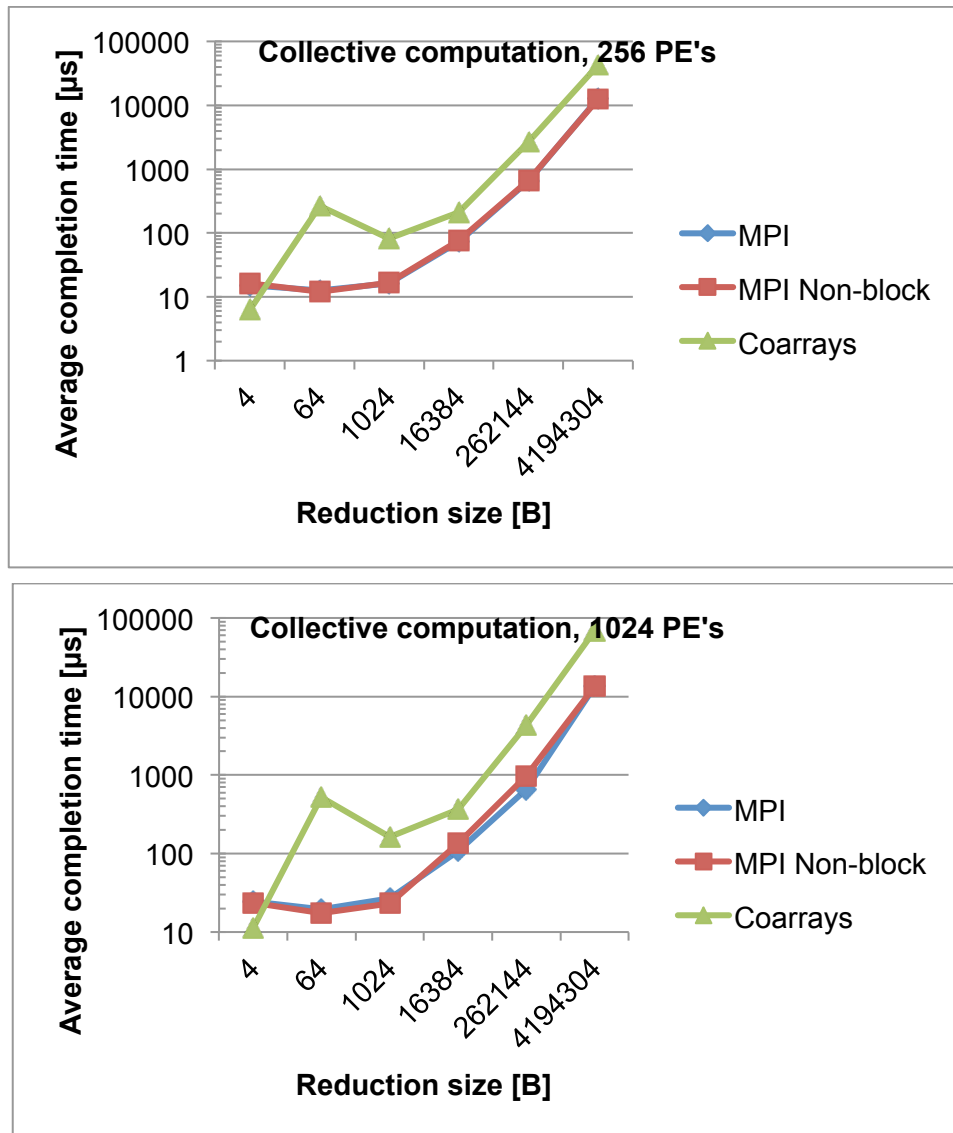 Collective computation, 256 PE's
Average completion time [µs]
100000
10000
1000
100
10
1
4
64
1024
16384
262144
4194304
Reduction size [B]
MPI
MPI Non-block
Coarrays
Collective computation, 1024 PE's
Average completion time [µs]
100000
10000
1000
100
10
4
64
1024
16384
262144
4194304
Reduction size [B]
MPI
MPI Non-block
Coarrays